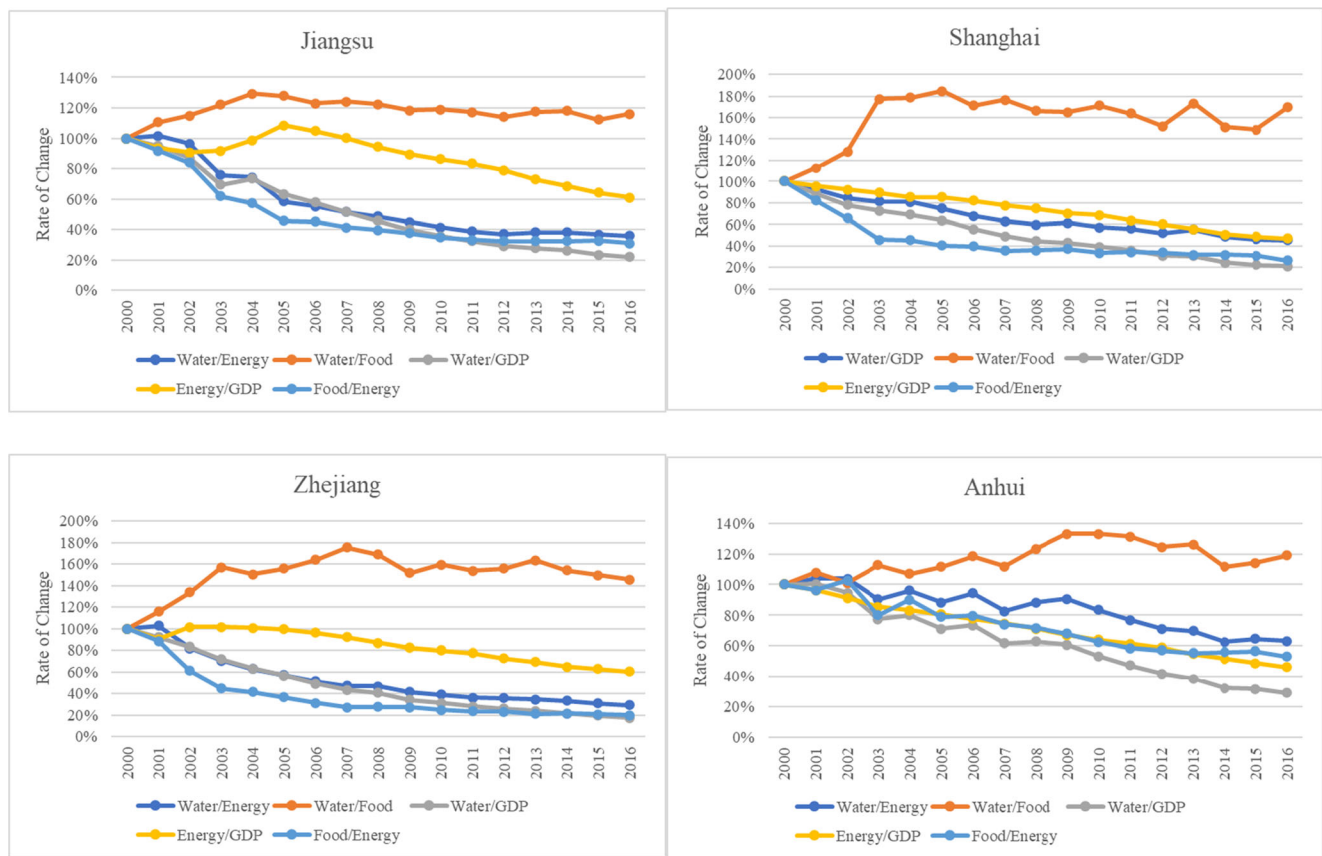 Jiangsu
Rate of Change
140%
120%
100%
80%
60%
40%
20%
0%
2000 2001 2002 2003 2004 2005 2006 2007 2008 2009 2010 2011 2012 2013 2014 2015 2016
Water/Energy Water/Food Water/GDP
Energy/GDP Food/Energy
Shanghai
Rate of Change
200%
180%
160%
140%
120%
100%
80%
60%
40%
20%
0%
2000 2001 2002 2003 2004 2005 2006 2007 2008 2009 2010 2011 2012 2013 2014 2015 2016
Water/GDP Water/Food Water/GDP
Energy/GDP Food/Energy
Zhejiang
Rate of Change
200%
180%
160%
140%
120%
100%
80%
60%
40%
20%
0%
2000 2001 2002 2003 2004 2005 2006 2007 2008 2009 2010 2011 2012 2013 2014 2015 2016
Water/Energy Water/Food Water/GDP
Energy/GDP Food/Energy
Anhui
Rate of Change
140%
120%
100%
80%
60%
40%
20%
0%
2000 2001 2002 2003 2004 2005 2006 2007 2008 2009 2010 2011 2012 2013 2014 2015 2016
Water/Energy Water/Food Water/GDP
Energy/GDP Food/Energy